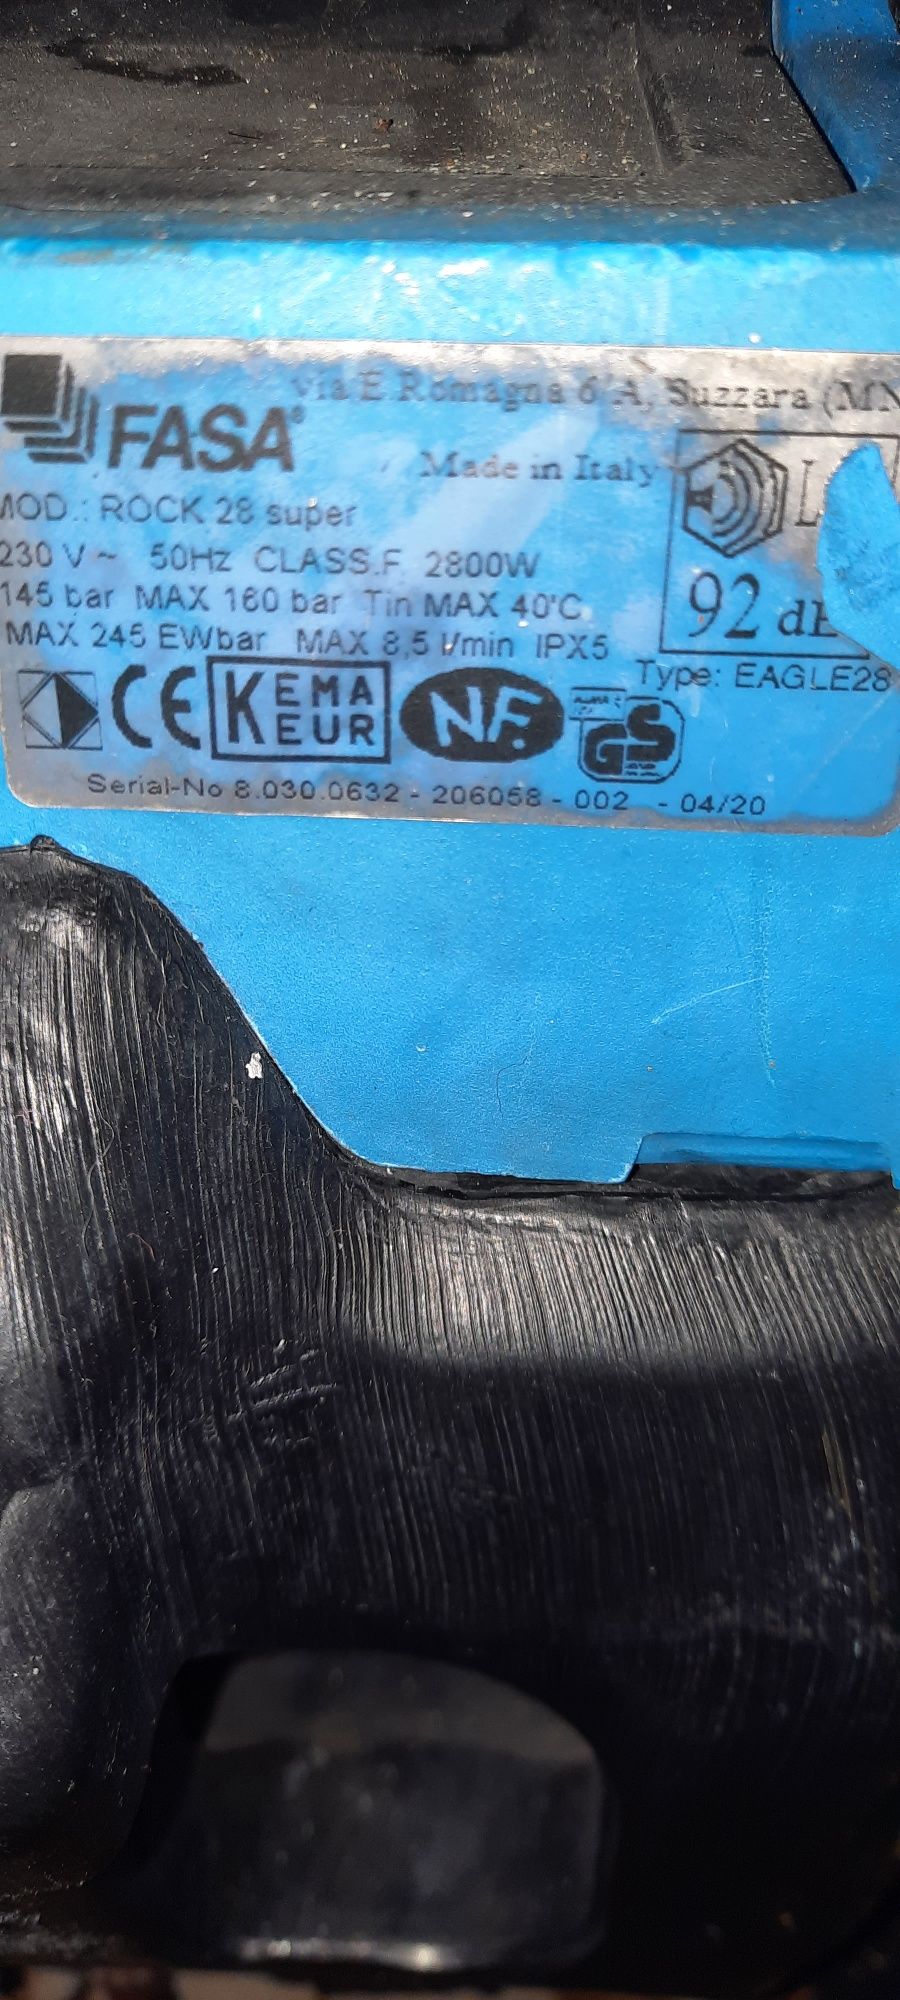 Via E Romagna 6 A, Suzzara (MN
FASA®
Made in Italy
MOD.: ROCK 28 super
230 V ~ 50Hz CLASS.F. 2800W
145 bar MAX 160 bar Tin MAX 40°C
MAX 245 EWbar MAX 8,5 l/min IPX5
L
92 dB
Type: EAGLE28
CE KEMA EUR NF. GS
Serial-No 8.030.0632 - 206058 - 002 - 04/20